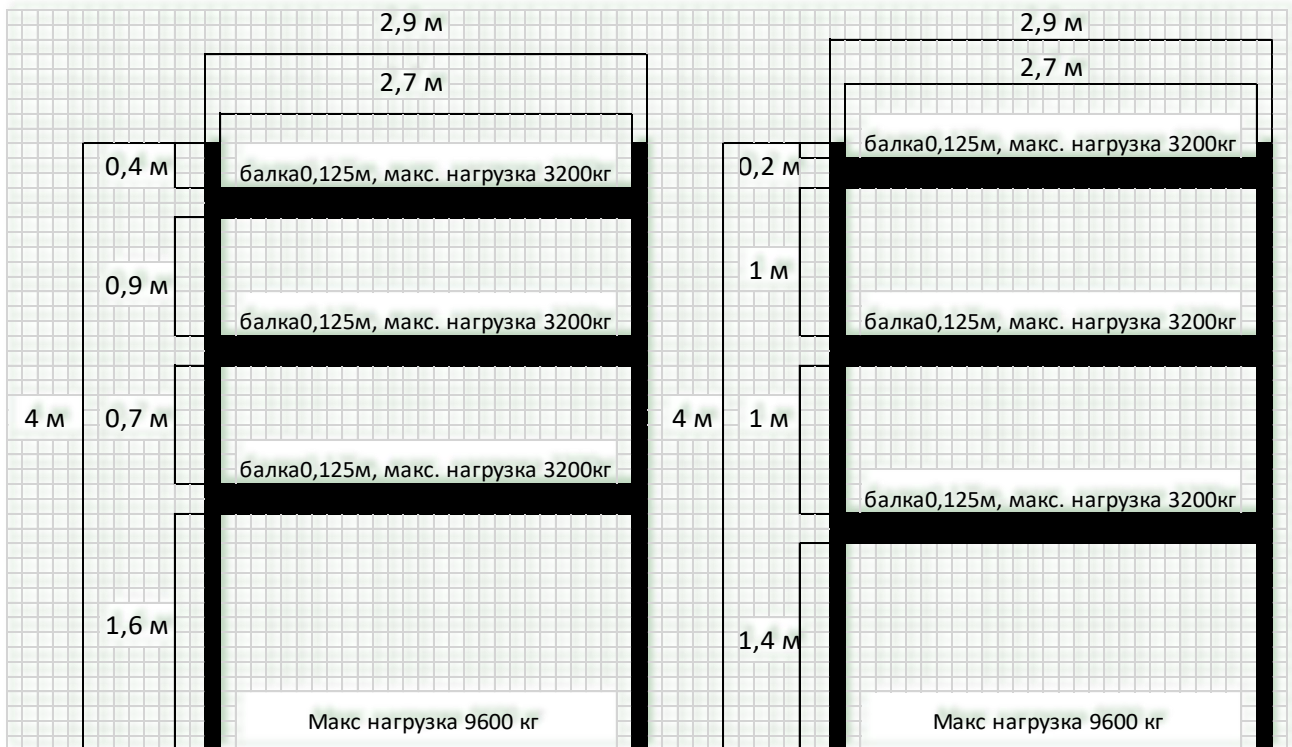 2,9 м
2,7 м
0,4 м
балка0,125м, макс. нагрузка 3200кг
0,9 м
балка0,125м, макс. нагрузка 3200кг
4 м
0,7 м
балка0,125м, макс. нагрузка 3200кг
1,6 м
Макс нагрузка 9600 кг
2,9 м
2,7 м
балка0,125м, макс. нагрузка 3200кг
0,2 м
1 м
балка0,125м, макс. нагрузка 3200кг
4 м
1 м
балка0,125м, макс. нагрузка 3200кг
1,4 м
Макс нагрузка 9600 кг